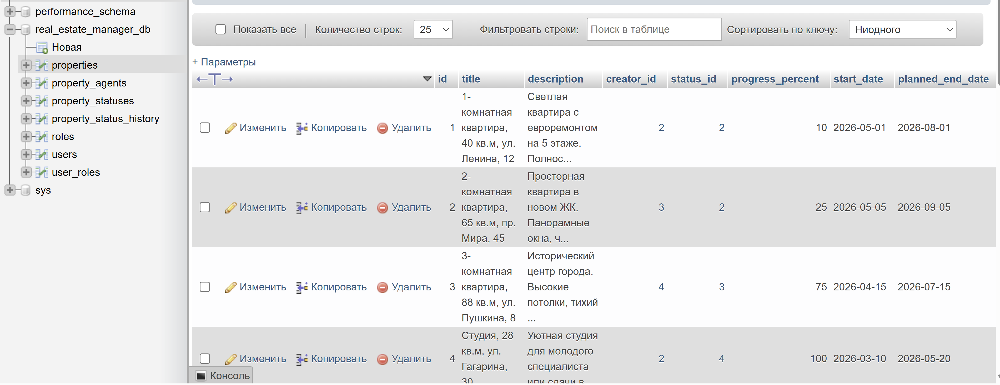 performance_schema
real_estate_manager_db
Новая
properties
property_agents
property_statuses
property_status_history
roles
users
user_roles
sys
Показать все
Количество строк:
25
Фильтровать строки:
Поиск в таблице
Сортировать по ключу:
Ниодного
+ Параметры
←T→ id title description creator_id status_id progress_percent start_date planned_end_date
Изменить Копировать Удалить 1
1-
комнатная
квартира,
40 кв.м, ул.
Ленина, 12
Светлая
квартира с
евроремонтом
на 5 этаже.
Полнос...
2 2 10 2026-05-01 2026-08-01
Изменить Копировать Удалить 2
2-
комнатная
квартира,
65 кв.м, пр.
Мира, 45
Просторная
квартира в
новом ЖК.
Панорамные
окна, ч...
3 2 25 2026-05-05 2026-09-05
Изменить Копировать Удалить 3
3-
комнатная
квартира,
88 кв.м, ул.
Пушкина, 8
Исторический
центр города.
Высокие
потолки, тихий
...
4 3 75 2026-04-15 2026-07-15
Изменить Копировать Удалить 4
Студия, 28
кв.м, ул.
Гагарина,
30
Уютная студия
для молодого
специалиста
или сдачи в
2 4 100 2026-03-10 2026-05-20
Консоль